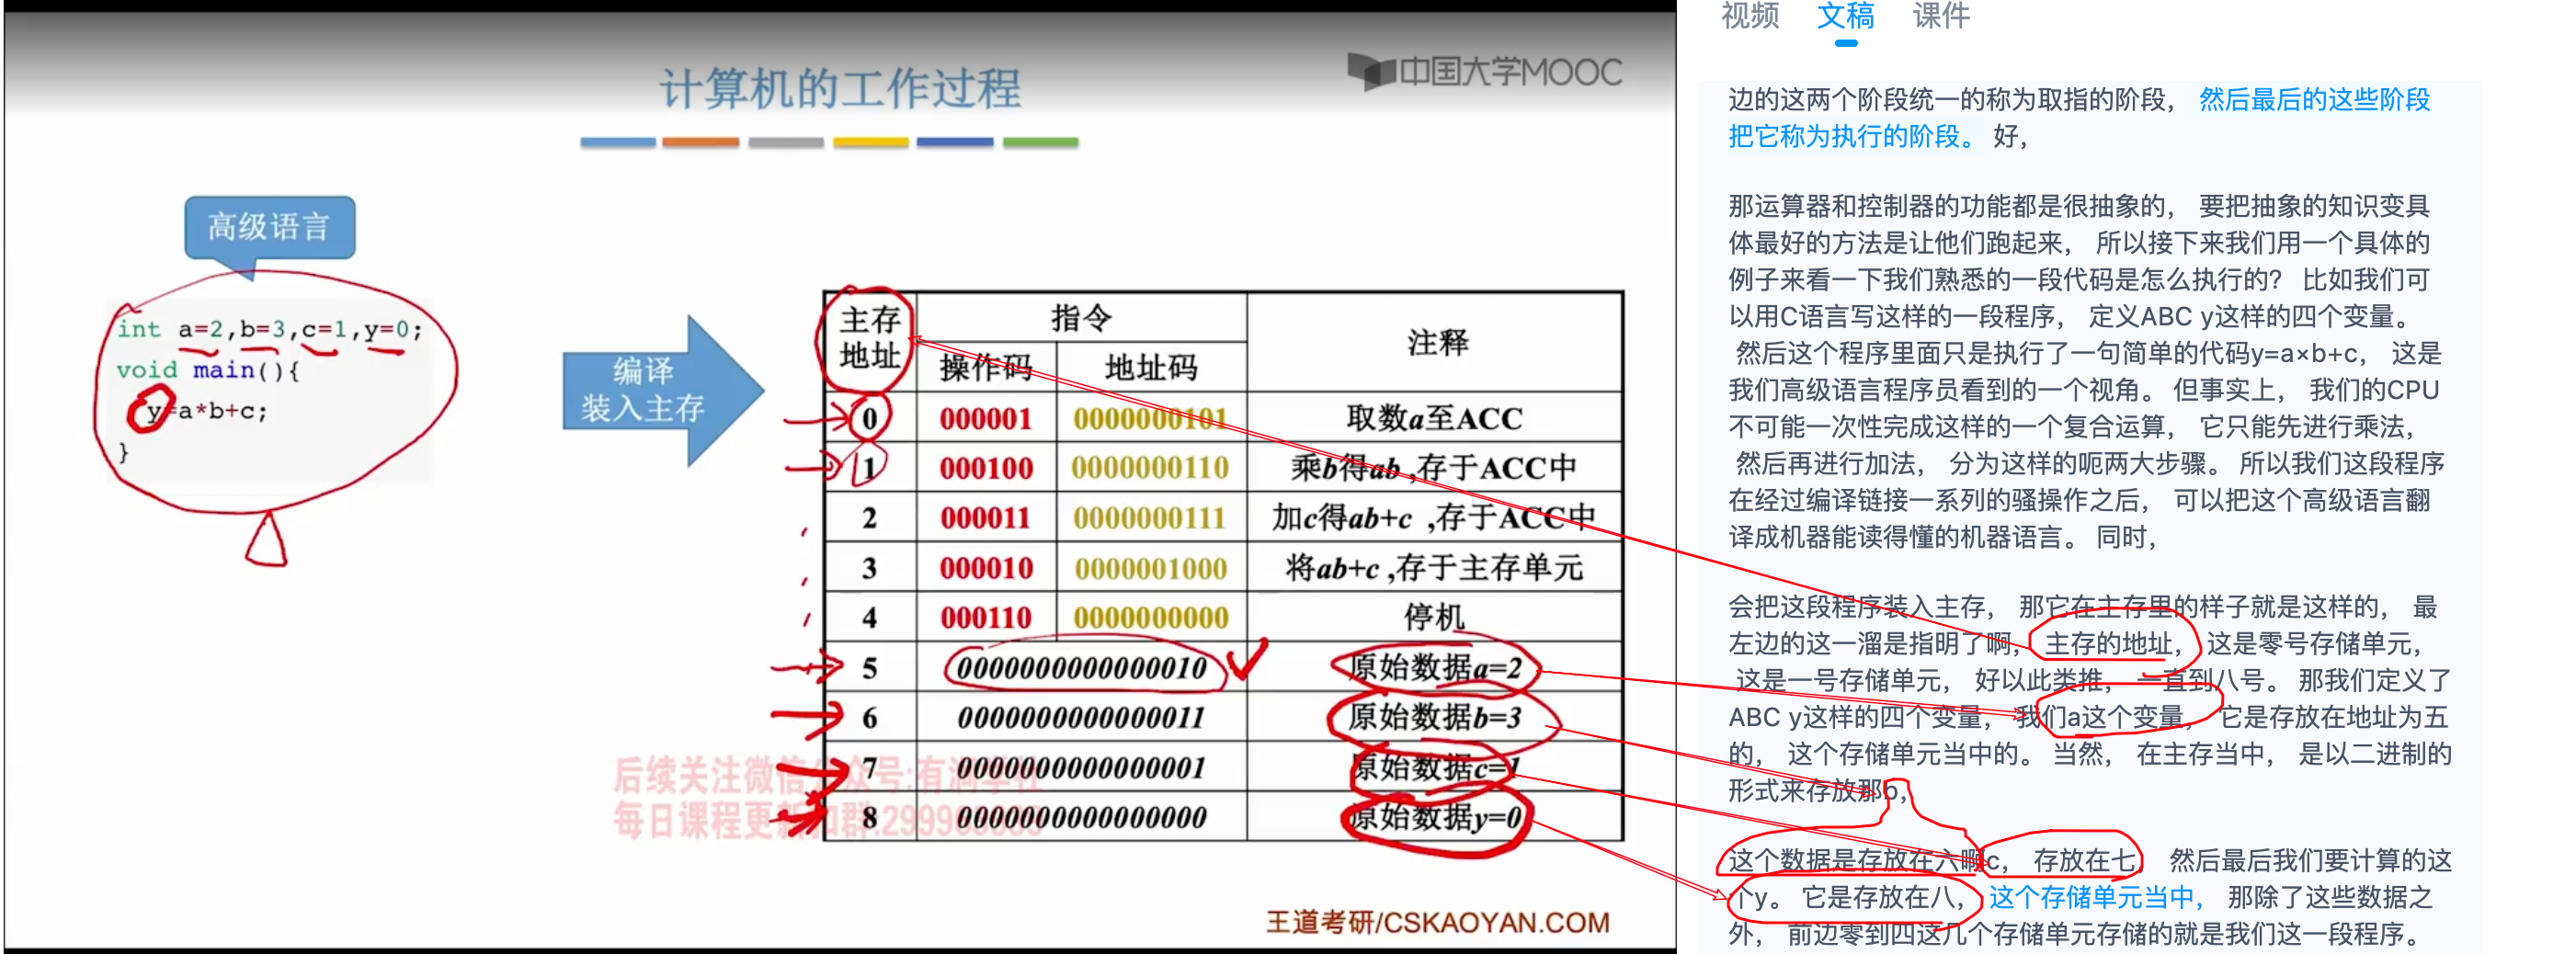 计算机的工作过程
中国大学MOOC
高级语言
int a=2,b=3,c=1,y=0;
void main(){
y=a*b+c;
}
编译
装入主存
主存地址 指令 注释
操作码 地址码
0 000001 0000000101 取数a至ACC
1 000100 0000000110 乘b得ab,存于ACC中
2 000011 0000000111 加c得ab+c ,存于ACC中
3 000010 0000001000 将ab+c ,存于主存单元
4 000110 0000000000 停机
5 0000000000000010 原始数据a=2
6 0000000000000011 原始数据b=3
7 0000000000000001 原始数据c=1
8 0000000000000000 原始数据y=0
后续关注微信公众号:有
每日课程更新
王道考研/CSKAOYAN.COM
视频 文稿 课件
边的这两个阶段统一的称为取指的阶段， 然后最后的这些阶段
把它称为执行的阶段。 好，
那运算器和控制器的功能都是很抽象的， 要把抽象的知识变具
体最好的方法是让他们跑起来， 所以接下来我们用一个具体的
例子来看一下我们熟悉的一段代码是怎么执行的？ 比如我们可
以用C语言写这样的一段程序， 定义ABC y这样的四个变量。
然后这个程序里面只是执行了一句简单的代码y=a×b+c， 这是
我们高级语言程序员看到的一个视角。 但事实上， 我们的CPU
不可能一次性完成这样的一个复合运算， 它只能先进行乘法，
然后再进行加法， 分为这样的呃两大步骤。 所以我们这段程序
在经过编译链接一系列的骚操作之后， 可以把这个高级语言翻
译成机器能读得懂的机器语言。 同时，
会把这段程序装入主存， 那它在主存里的样子就是这样的， 最
左边的这一溜是指明了啊， 主存的地址， 这是零号存储单元，
这是一号存储单元， 好以此类推， 一直到八号。 那我们定义了
ABC y这样的四个变量， 我们a这个变量， 它是存放在地址为五
的， 这个存储单元当中的。 当然， 在主存当中， 是以二进制的
形式来存放那b，
这个数据是存放在六啊c， 存放在七， 然后最后我们要计算的这
个y。 它是存放在八， 这个存储单元当中， 那除了这些数据之
外， 前边零到四这几个存储单元存储的就是我们这一段程序。